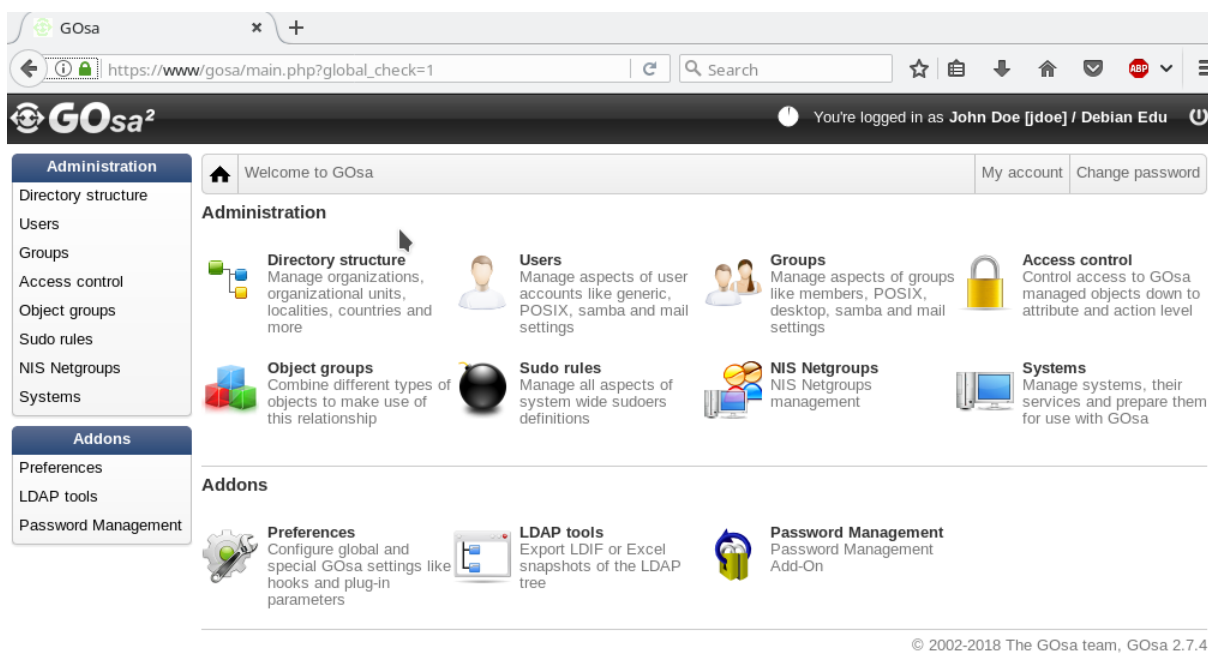 GOsa
https://www/gosa/main.php?global_check=1
Search
ABP
GOsa²
You're logged in as John Doe [jdoe] / Debian Edu
Administration
Directory structure
Users
Groups
Access control
Object groups
Sudo rules
NIS Netgroups
Systems
Addons
Preferences
LDAP tools
Password Management
Welcome to GOsa
My account
Change password
Administration
Directory structure
Manage organizations,
organizational units,
localities, countries and
more
Users
Manage aspects of user
accounts like generic,
POSIX, samba and mail
settings
Groups
Manage aspects of groups
like members, POSIX,
desktop, samba and mail
settings
Access control
Control access to GOsa
managed objects down to
attribute and action level
Object groups
Combine different types of
objects to make use of
this relationship
Sudo rules
Manage all aspects of
system wide sudoers
definitions
NIS Netgroups
NIS Netgroups
management
Systems
Manage systems, their
services and prepare them
for use with GOsa
Addons
Preferences
Configure global and
special GOsa settings like
hooks and plug-in
parameters
LDAP tools
Export LDIF or Excel
snapshots of the LDAP
tree
Password Management
Password Management
Add-On
© 2002-2018 The GOsa team, GOsa 2.7.4